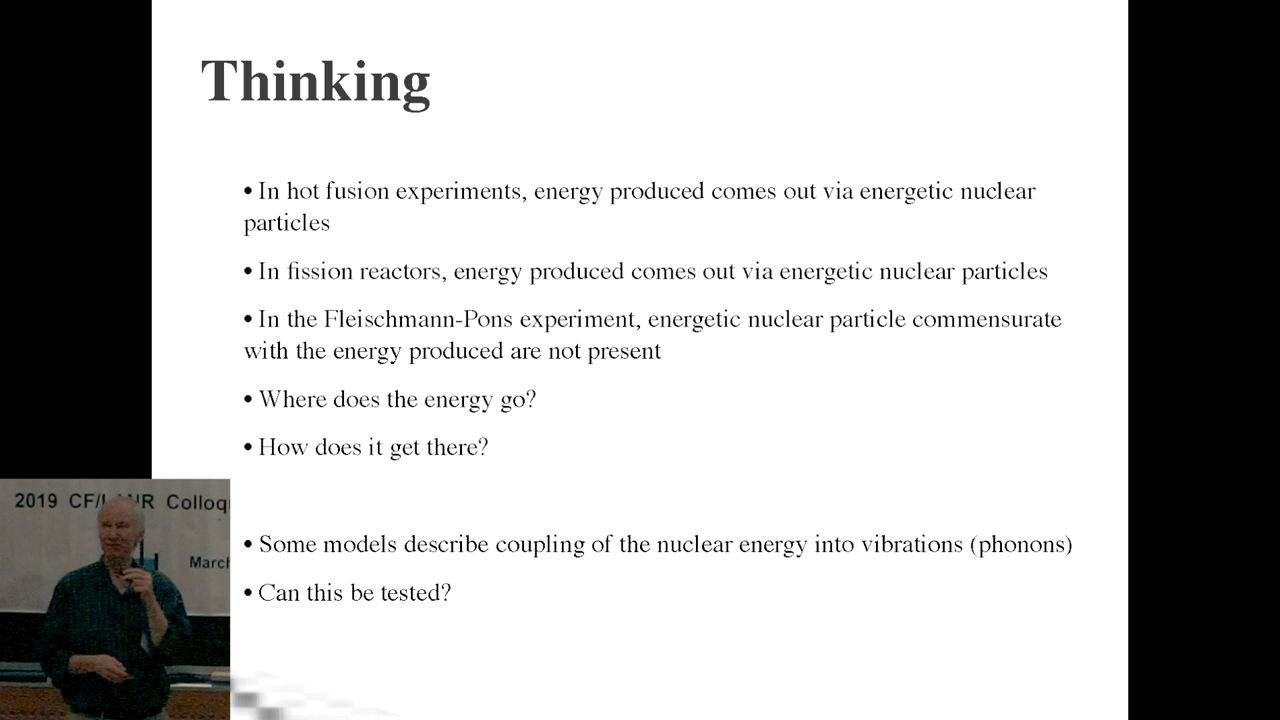 Thinking
• In hot fusion experiments, energy produced comes out via energetic nuclear
particles
• In fission reactors, energy produced comes out via energetic nuclear particles
• In the Fleischmann-Pons experiment, energetic nuclear particle commensurate
with the energy produced are not present
• Where does the energy go?
• How does it get there?
• Some models describe coupling of the nuclear energy into vibrations (phonons)
• Can this be tested?
2019 CF/ Colloq
March